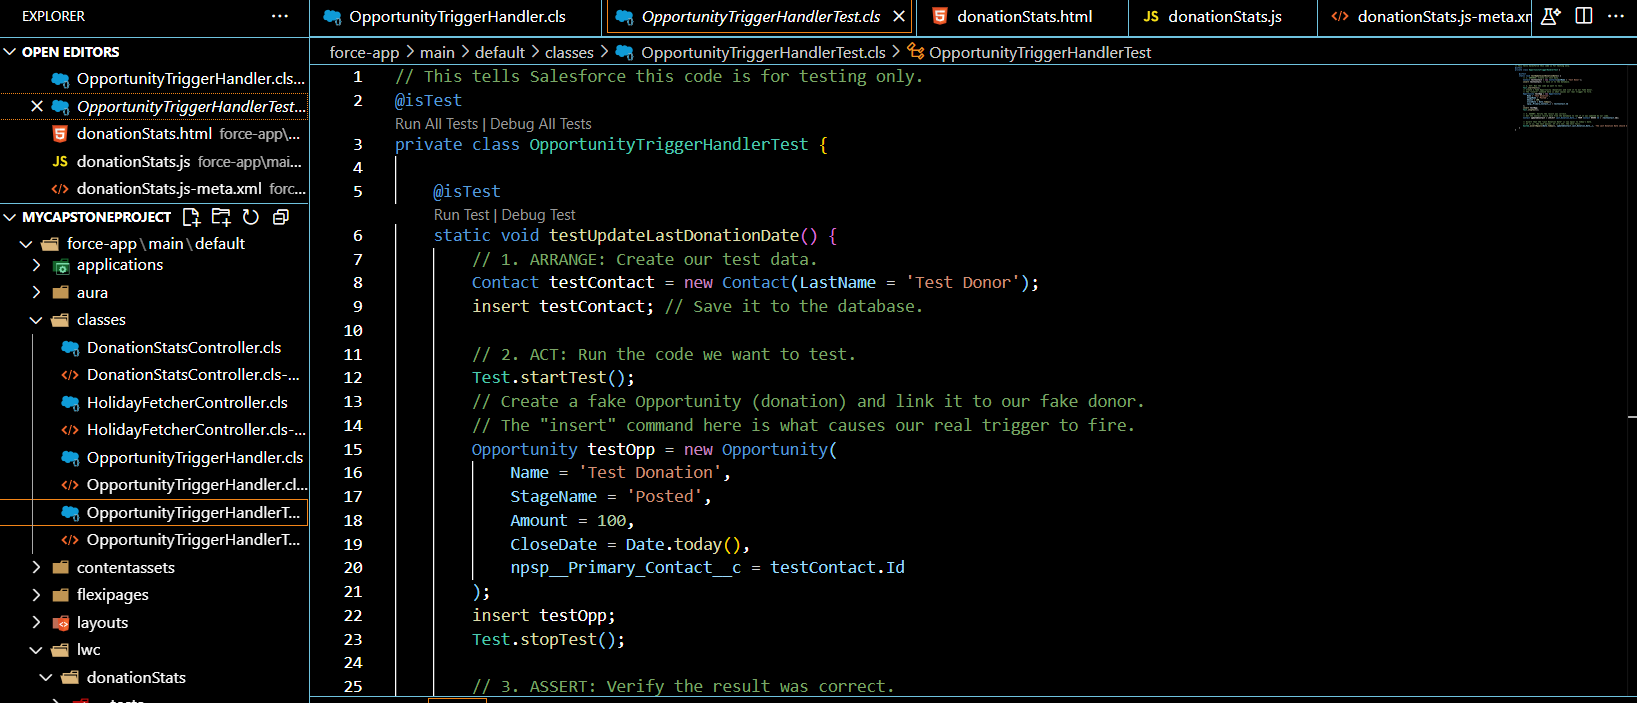 EXPLORER
OPEN EDITORS
OpportunityTriggerHandler.cls...
OpportunityTriggerHandlerTest...
donationStats.html force-app\...
donationStats.js force-app\mai...
donationStats.js-meta.xml forc...
MYCAPSTONEPROJECT
force-app\main\default
applications
aura
classes
DonationStatsController.cls
DonationStatsController.cls-...
HolidayFetcherController.cls
HolidayFetcherController.cls-...
OpportunityTriggerHandler.cls
OpportunityTriggerHandler.cl...
OpportunityTriggerHandlerT...
OpportunityTriggerHandlerT...
contentassets
flexipages
layouts
lwc
donationStats
OpportunityTriggerHandler.cls
OpportunityTriggerHandlerTest.cls
donationStats.html
JS donationStats.js
donationStats.js-meta.xm
force-app > main > default > classes > OpportunityTriggerHandlerTest.cls > OpportunityTriggerHandlerTest
1 // This tells Salesforce this code is for testing only.
2 @isTest
Run All Tests | Debug All Tests
3 private class OpportunityTriggerHandlerTest {
4
5 @isTest
Run Test | Debug Test
6 static void testUpdateLastDonationDate() {
7 // 1. ARRANGE: Create our test data.
8 Contact testContact = new Contact(LastName = 'Test Donor');
9 insert testContact; // Save it to the database.
10
11 // 2. ACT: Run the code we want to test.
12 Test.startTest();
13 // Create a fake Opportunity (donation) and link it to our fake donor.
14 // The "insert" command here is what causes our real trigger to fire.
15 Opportunity testOpp = new Opportunity(
16 Name = 'Test Donation',
17 StageName = 'Posted',
18 Amount = 100,
19 CloseDate = Date.today(),
20 npsp__Primary_Contact__c = testContact.Id
21 );
22 insert testOpp;
23 Test.stopTest();
24
25 // 3. ASSERT: Verify the result was correct.